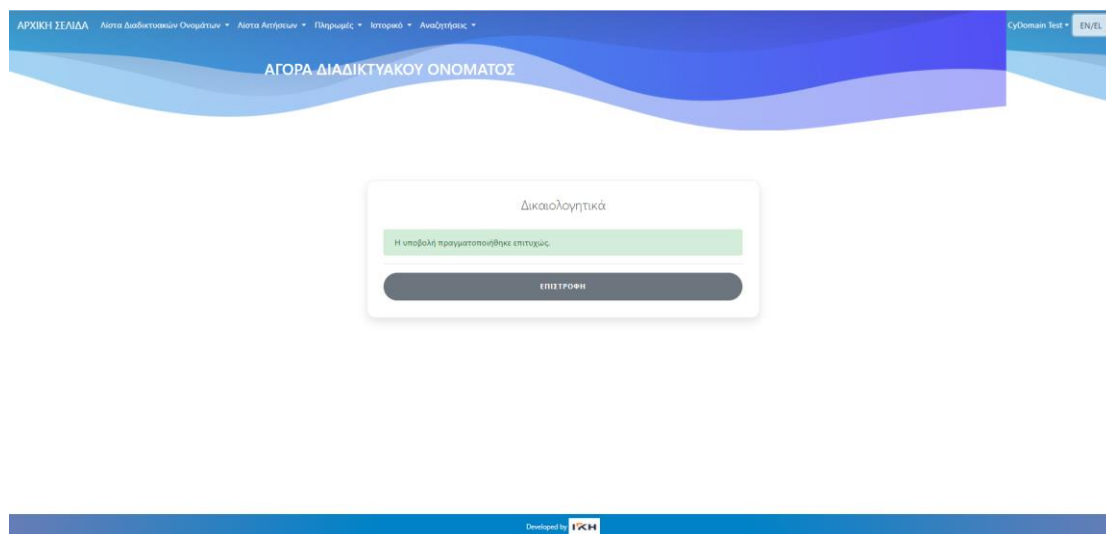 ΑΡΧΙΚΗ ΣΕΛΙΔΑ Λίστα Διαδικτυακών Ονομάτων Λίστα Αιτήσεων Πληρωμές Ιστορικό Αναζητήσεις CyDomain Test EN/EL
ΑΓΟΡΑ ΔΙΑΔΙΚΤΥΑΚΟΥ ΟΝΟΜΑΤΟΣ
Δικαιολογητικά
Η υποβολή πραγματοποιήθηκε επιτυχώς.
ΕΠΙΣΤΡΟΦΗ
Developed by